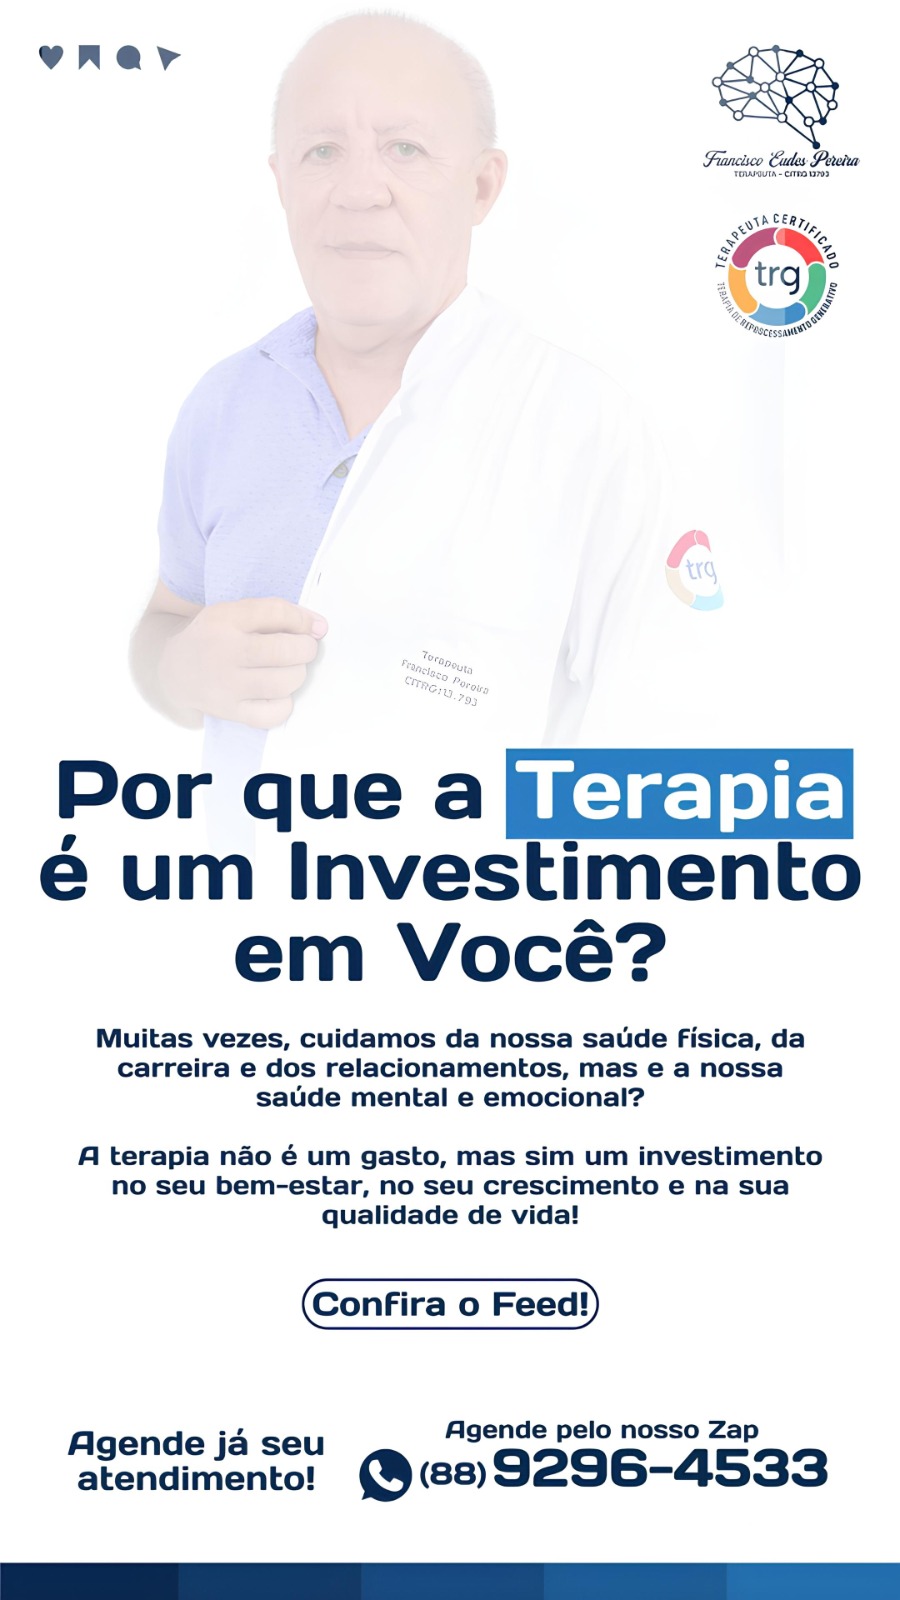 Francisco Eudes Pereira
TERAPEUTA - CITRG 13793
TERAPEUTA CERTIFICADO
trg
TERAPIA DE REPOSCESSAMENTO GENERATIVO
trg
Terapeuta
Francisco Pereira
CITRG:13.793
Por que a Terapia
é um Investimento
em Você?
Muitas vezes, cuidamos da nossa saúde física, da
carreira e dos relacionamentos, mas e a nossa
saúde mental e emocional?
A terapia não é um gasto, mas sim um investimento
no seu bem-estar, no seu crescimento e na sua
qualidade de vida!
Confira o Feed!
Agende já seu
atendimento!
Agende pelo nosso Zap
(88) 9296-4533